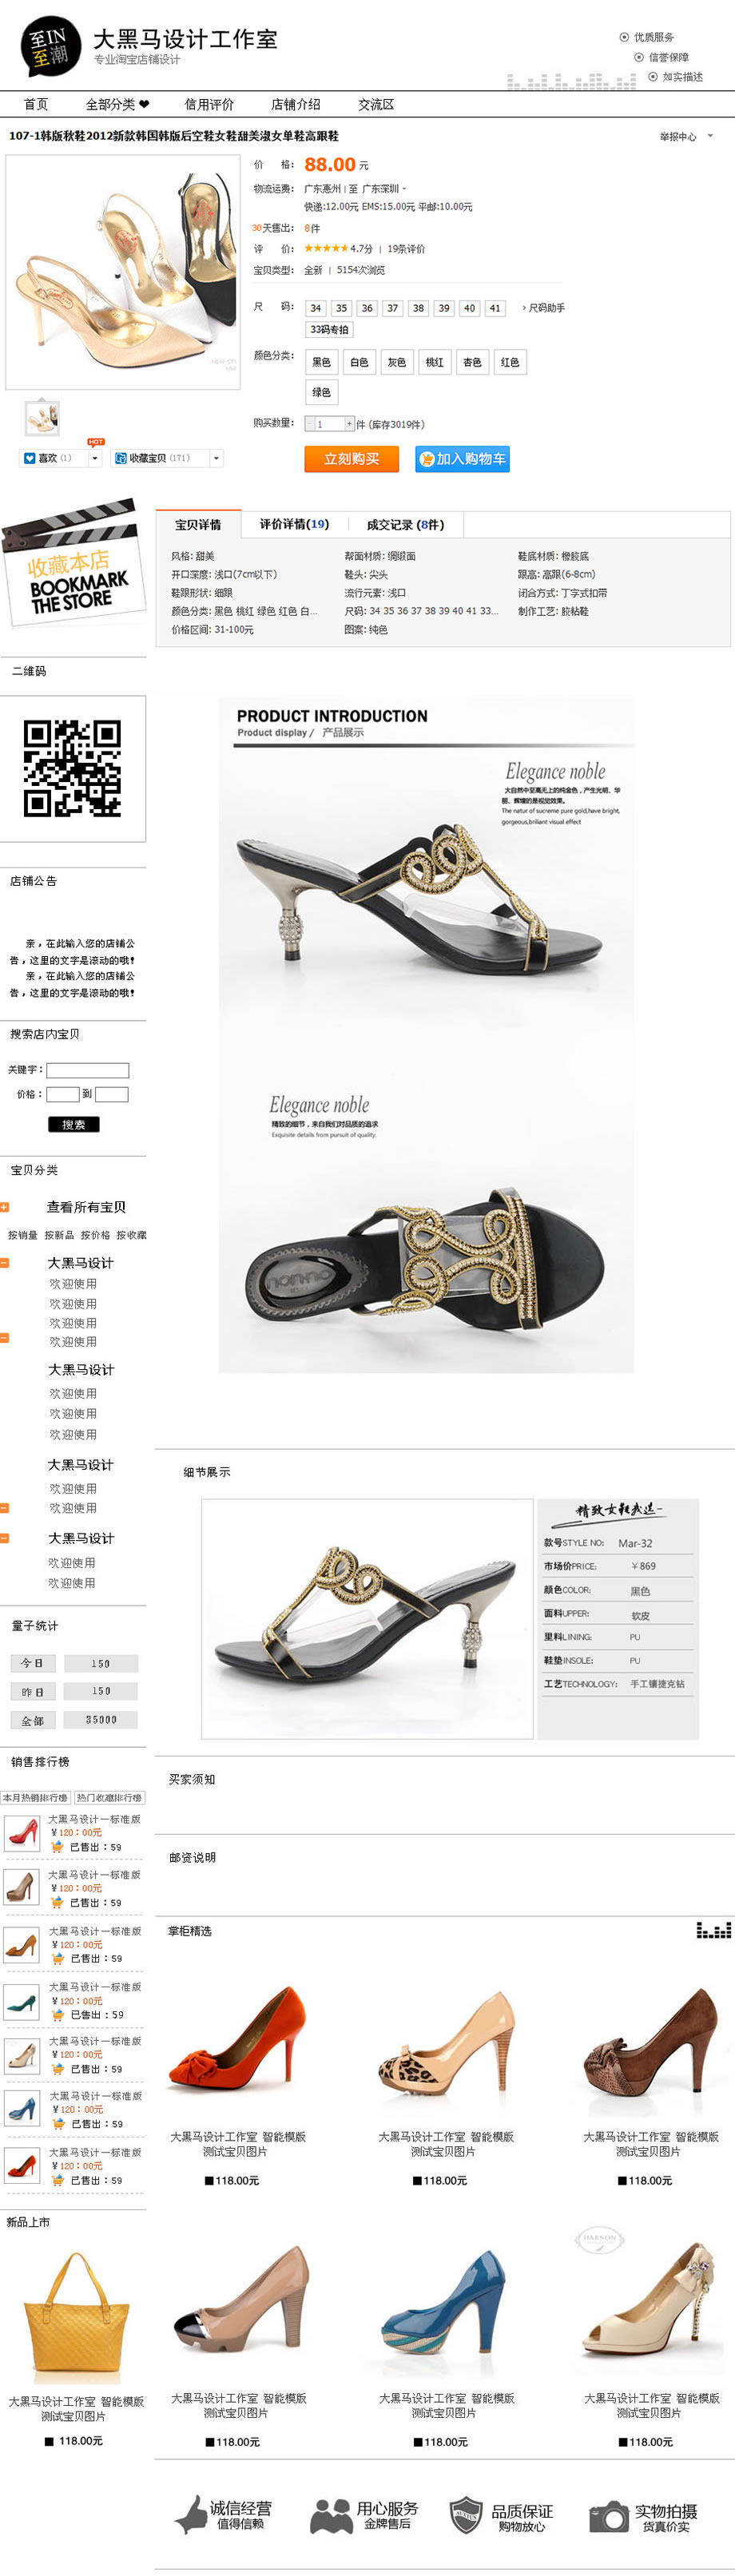 至IN
至潮
大黑马设计工作室
专业淘宝店铺设计
优质服务
信誉保障
如实描述
首页 全部分类 ❤ 信用评价 店铺介绍 交流区
107-1韩版秋鞋2012新款韩国韩版后空鞋女鞋甜美淑女单鞋高跟鞋
举报中心
价 格: 88.00 元
物流运费: 广东惠州 | 至 广东深圳
快递:12.00元 EMS:15.00元 平邮:10.00元
30天售出: 8件
评 价: ★★★★★ 4.7分 | 19条评价
宝贝类型: 全新 | 5154次浏览
尺 码: 34 35 36 37 38 39 40 41 › 尺码助手
33码专拍
颜色分类: 黑色 白色 灰色 桃红 杏色 红色
绿色
购买数量: - 1 + 件 (库存3019件)
HOT
喜欢 (1) 收藏宝贝 (171)
立刻购买 加入购物车
收藏本店
BOOKMARK
THE STORE
宝贝详情 评价详情(19) 成交记录 (8件)
风格: 甜美 帮面材质: 绸缎面 鞋底材质: 橡胶底
开口深度: 浅口(7cm以下) 鞋头: 尖头 跟高: 高跟(6-8cm)
鞋跟形状: 细跟 流行元素: 浅口 闭合方式: 丁字式扣带
颜色分类: 黑色 桃红 绿色 红色 白... 尺码: 34 35 36 37 38 39 40 41 33... 制作工艺: 胶粘鞋
价格区间: 31-100元 图案: 纯色
二维码
店铺公告
亲，在此输入您的店铺公
告，这里的文字是滚动的哦！
亲，在此输入您的店铺公
告，这里的文字是滚动的哦！
搜索店内宝贝
关键字：
价格： 到
搜索
宝贝分类
查看所有宝贝
按销量 按新品 按价格 按收藏
大黑马设计
欢迎使用
欢迎使用
欢迎使用
欢迎使用
大黑马设计
欢迎使用
欢迎使用
欢迎使用
大黑马设计
欢迎使用
欢迎使用
大黑马设计
欢迎使用
欢迎使用
量子统计
今日 150
昨日 150
全部 35000
销售排行榜
本月热销排行榜 热门收藏排行榜
大黑马设计—标准版
￥120：00元
已售出：59
大黑马设计—标准版
￥120：00元
已售出：59
大黑马设计—标准版
￥120：00元
已售出：59
大黑马设计—标准版
￥120：00元
已售出：59
大黑马设计—标准版
￥120：00元
已售出：59
大黑马设计—标准版
￥120：00元
已售出：59
大黑马设计—标准版
￥120：00元
已售出：59
新品上市
大黑马设计工作室 智能模版
测试宝贝图片
118.00元
PRODUCT INTRODUCTION
Product display / 产品展示
Elegance noble
大自然中至高无上的纯金色，产生光明、华
丽、辉煌的是视觉效果。
The natur of sucreme pure gold,have bright,
gorgeous,briliant visual effect
Elegance noble
精致的细节，来自我们对品质的追求
Exquisite details from pursuit of quality.
细节展示
精致女鞋我选
款号STYLE NO: Mar-32
市场价PRICE: ￥869
颜色COLOR: 黑色
面料UPPER: 软皮
里料LINING: PU
鞋垫INSOLE: PU
工艺TECHNOLOGY: 手工镶捷克钻
买家须知
邮资说明
掌柜精选
大黑马设计工作室 智能模版 大黑马设计工作室 智能模版 大黑马设计工作室 智能模版
测试宝贝图片 测试宝贝图片 测试宝贝图片
118.00元 118.00元 118.00元
大黑马设计工作室 智能模版 大黑马设计工作室 智能模版 大黑马设计工作室 智能模版
测试宝贝图片 测试宝贝图片 测试宝贝图片
118.00元 118.00元 118.00元
诚信经营 用心服务 品质保证 实物拍摄
值得信赖 金牌售后 购物放心 货真价实